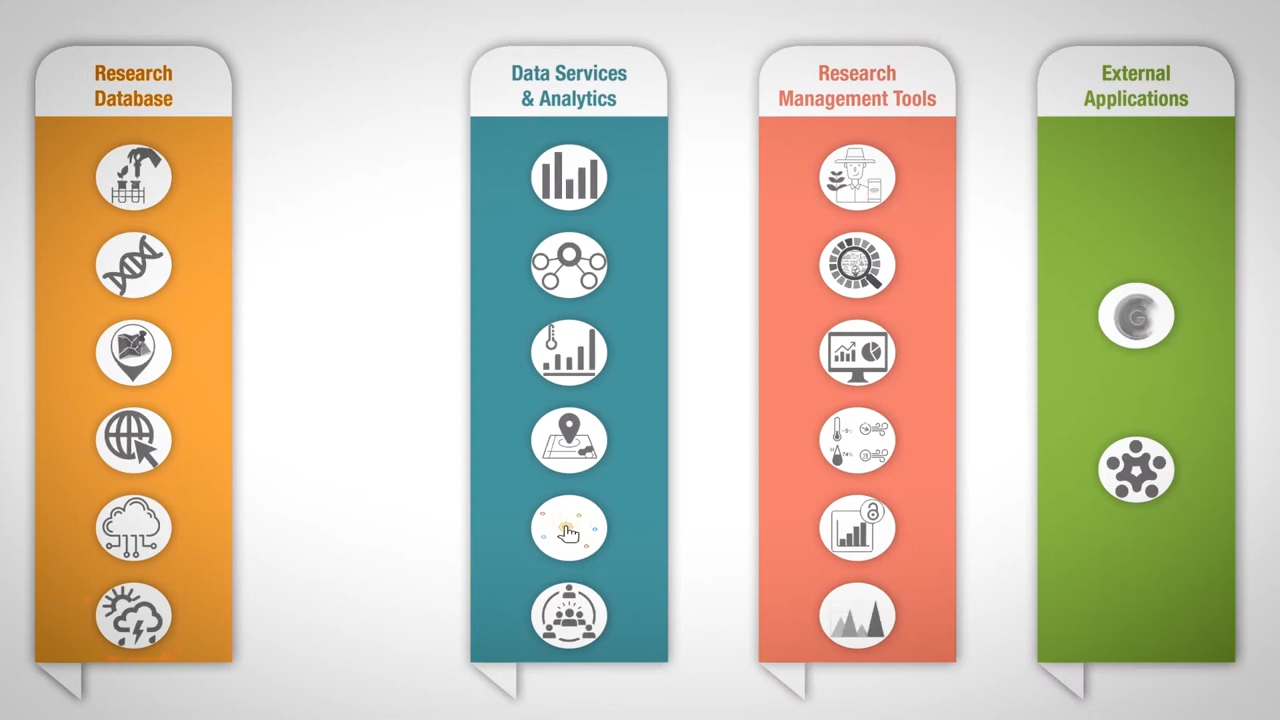 Research
Database
Data Services
& Analytics
Research
Management Tools
External
Applications